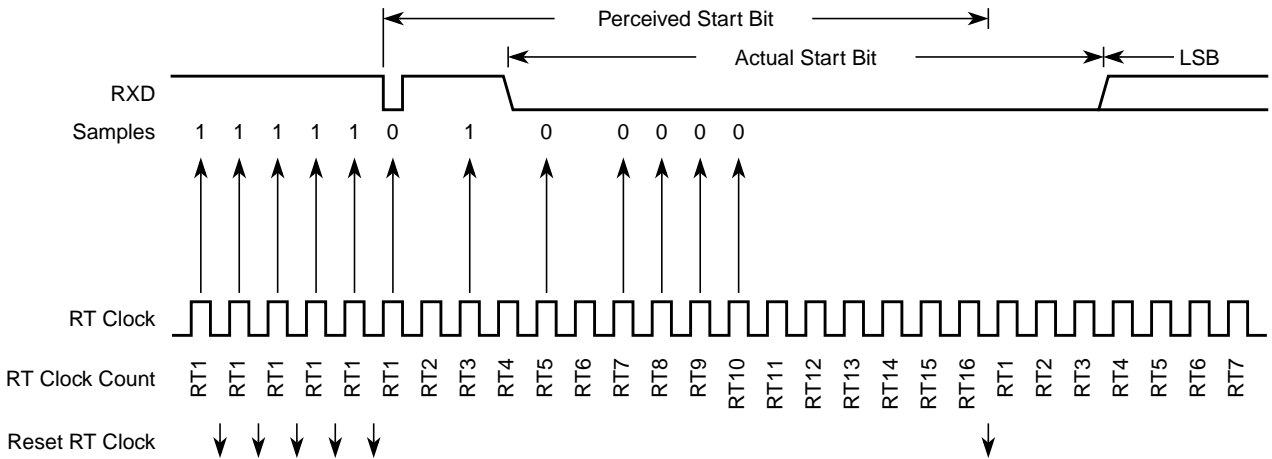 Perceived Start Bit
Actual Start Bit
LSB
RXD
Samples 1 1 1 1 1 0 1 0 0 0 0 0
RT Clock
RT Clock Count RT1 RT1 RT1 RT1 RT1 RT1 RT2 RT3 RT4 RT5 RT6 RT7 RT8 RT9 RT10 RT11 RT12 RT13 RT14 RT15 RT16 RT1 RT2 RT3 RT4 RT5 RT6 RT7
Reset RT Clock